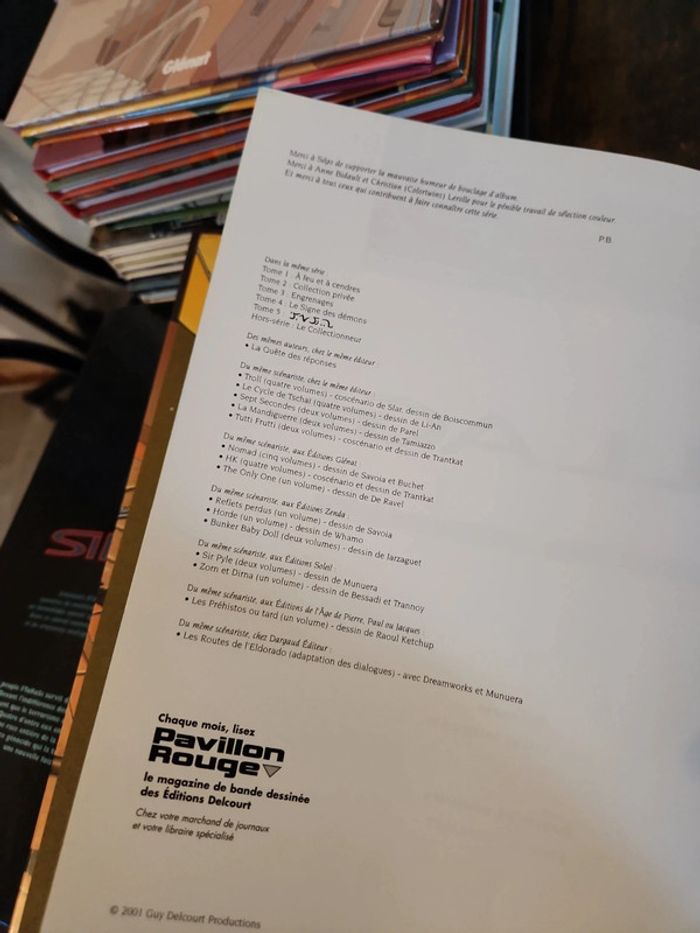 Glénat
Merci à Ségo de supporter la mauvaise humeur de bouclage d'album.
Merci à Anne Bidault et Christian (Colortwins) Lerolle pour le pénible travail de sélection couleur
Et merci à tous ceux qui contribuent à faire connaître cette série.
P.B.
Dans la même série :
Tome 1 : À feu et à cendres
Tome 2 : Collection privée
Tome 3 : Engrenages
Tome 4 : Le Signe des démons
Tome 5 :
Hors-série : Le Collectionneur
Des mêmes auteurs, chez le même éditeur :
• La Quête des réponses
Du même scénariste, chez le même éditeur :
• Troll (quatre volumes) - coscénario de Sfar, dessin de Boiscommun
• Le Cycle de Tschaï (quatre volumes) - dessin de Li-An
• Sept Secondes (deux volumes) - dessin de Parel
• La Mandiguerre (deux volumes) - dessin de Tamiazzo
• Tutti Frutti (deux volumes) - coscénario et dessin de Trantkat
Du même scénariste, aux Éditions Glénat :
• Nomad (cinq volumes) - dessin de Savoia et Buchet
• HK (quatre volumes) - coscénario et dessin de Trantkat
• The Only One (un volume) - dessin de De Ravel
Du même scénariste, aux Éditions Zenda :
• Reflets perdus (un volume) - dessin de Savoia
• Horde (un volume) - dessin de Whamo
• Bunker Baby Doll (deux volumes) - dessin de Iarzaguet
Du même scénariste, aux Éditions Soleil :
• Sir Pyle (deux volumes) - dessin de Munuera
• Zorn et Dirna (un volume) - dessin de Bessadi et Trannoy
Du même scénariste, aux Éditions de l'Âge de Pierre, Paul ou Jacques :
• Les Préhistos ou tard (un volume) - dessin de Raoul Ketchup
Du même scénariste, chez Dargaud Éditeur :
• Les Routes de l'Eldorado (adaptation des dialogues) - avec Dreamworks et Munuera
Chaque mois, lisez
Pavillon
Rouge
le magazine de bande dessinée
des Éditions Delcourt
Chez votre marchand de journaux
et votre libraire spécialisé
© 2001 Guy Delcourt Productions